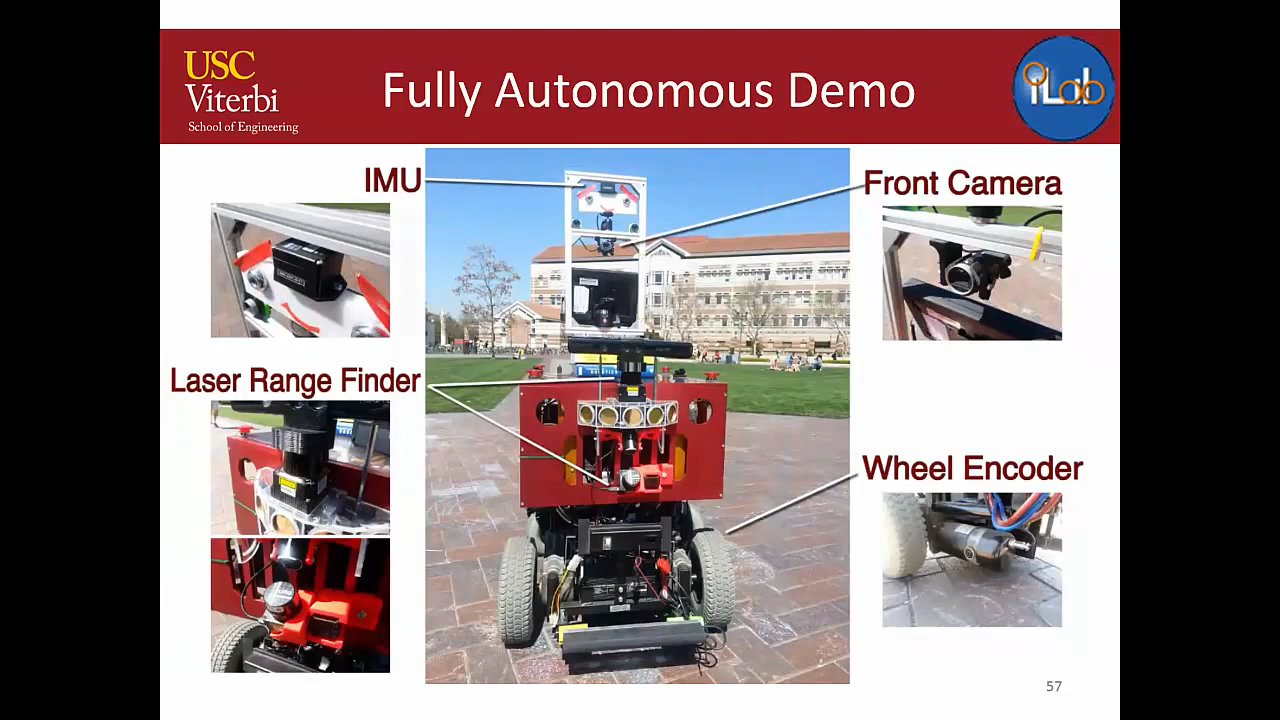 USC
Viterbi
School of Engineering
Fully Autonomous Demo
iLab
IMU
Front Camera
Laser Range Finder
Wheel Encoder
57